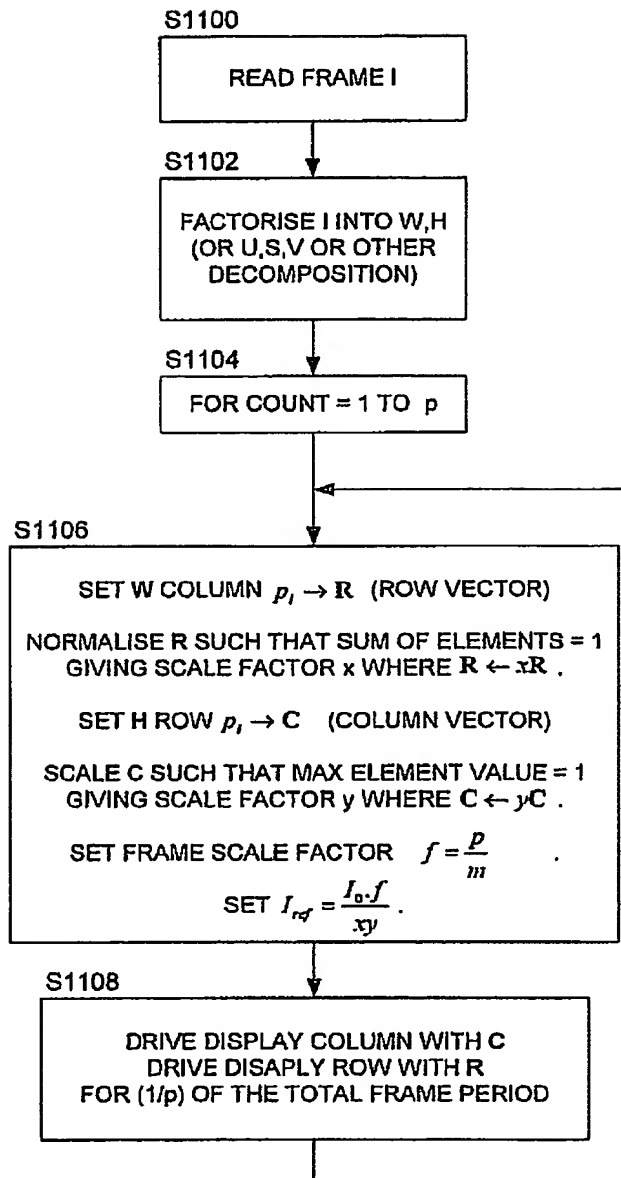 S1100
READ FRAME I
S1102
FACTORISE I INTO W,H
(OR U,S,V OR OTHER
DECOMPOSITION)
S1104
FOR COUNT = 1 TO p
S1106
SET W COLUMN pᵢ → R (ROW VECTOR)
NORMALISE R SUCH THAT SUM OF ELEMENTS = 1
GIVING SCALE FACTOR x WHERE R ← xR .
SET H ROW pᵢ → C (COLUMN VECTOR)
SCALE C SUCH THAT MAX ELEMENT VALUE = 1
GIVING SCALE FACTOR y WHERE C ← yC .
SET FRAME SCALE FACTOR f = p/m .
SET I_ref = I₀.f/xy .
S1108
DRIVE DISPLAY COLUMN WITH C
DRIVE DISAPLY ROW WITH R
FOR (1/p) OF THE TOTAL FRAME PERIOD